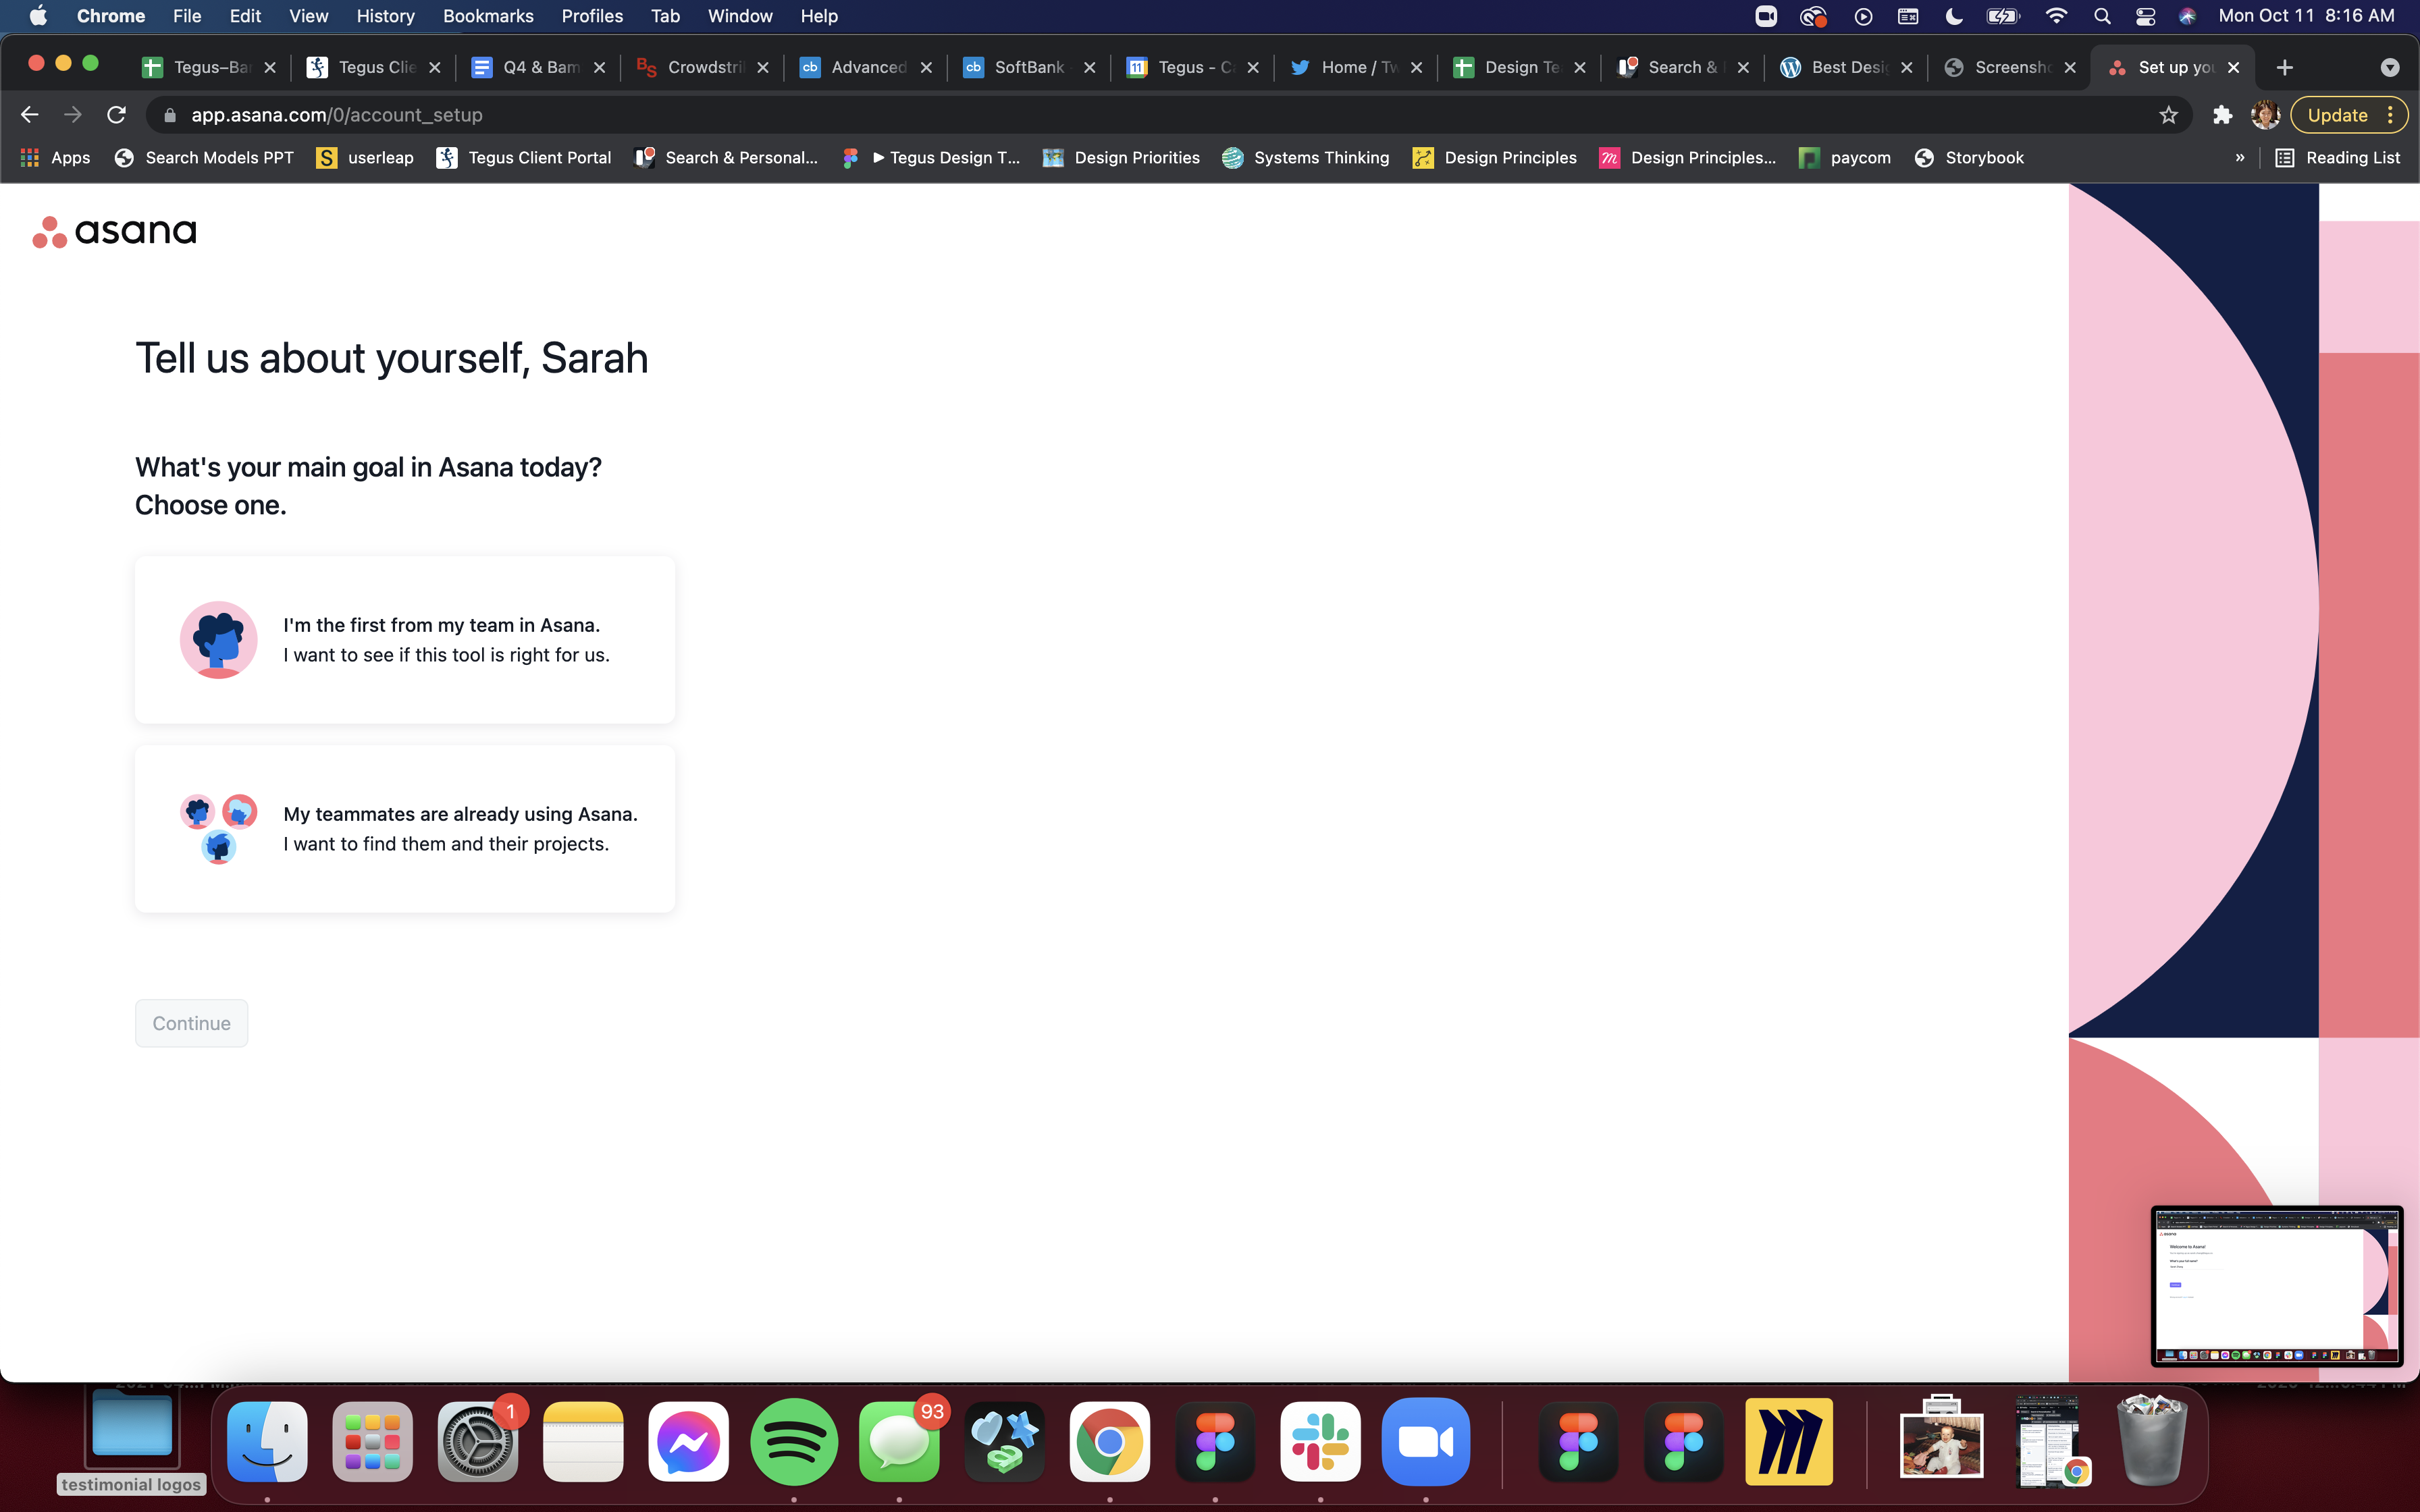 Chrome File Edit View History Bookmarks Profiles Tab Window Help Mon Oct 11 8:16 AM
Tegus–Ba Tegus Clie Q4 & Bam Crowdstri Advanced SoftBank Tegus - C Home / Tw Design Te Search & Best Desi Screensho Set up you
app.asana.com/0/account_setup Update
Apps Search Models PPT userleap Tegus Client Portal Search & Personal... ▶ Tegus Design T... Design Priorities Systems Thinking Design Principles Design Principles... paycom Storybook » Reading List
asana
Tell us about yourself, Sarah
What's your main goal in Asana today?
Choose one.
I'm the first from my team in Asana.
I want to see if this tool is right for us.
My teammates are already using Asana.
I want to find them and their projects.
Continue
Welcome to Asana!
1
93
testimonial logos